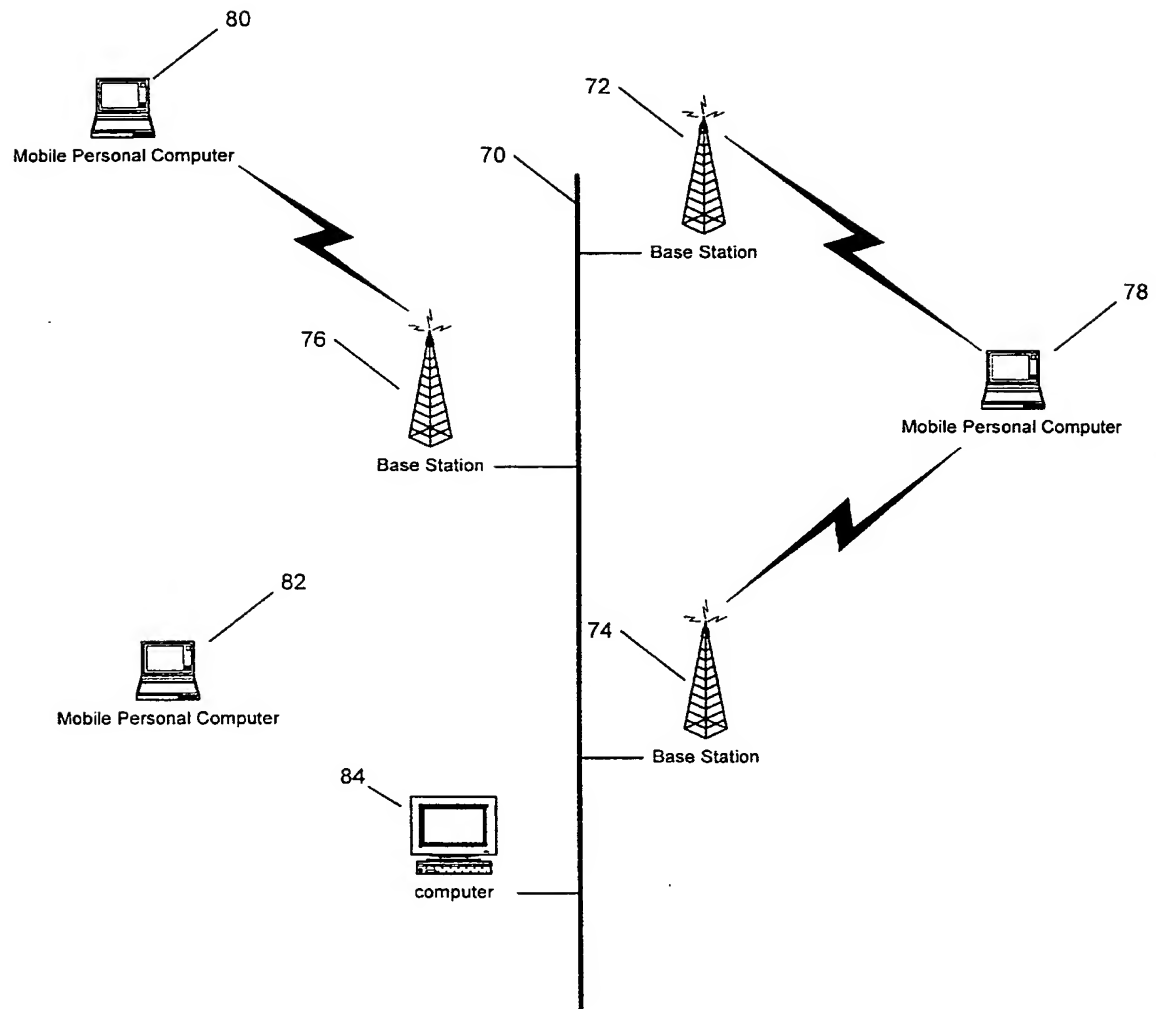 80
72
Mobile Personal Computer
70
Base Station
78
76
Mobile Personal Computer
Base Station
82
74
Mobile Personal Computer
Base Station
84
computer